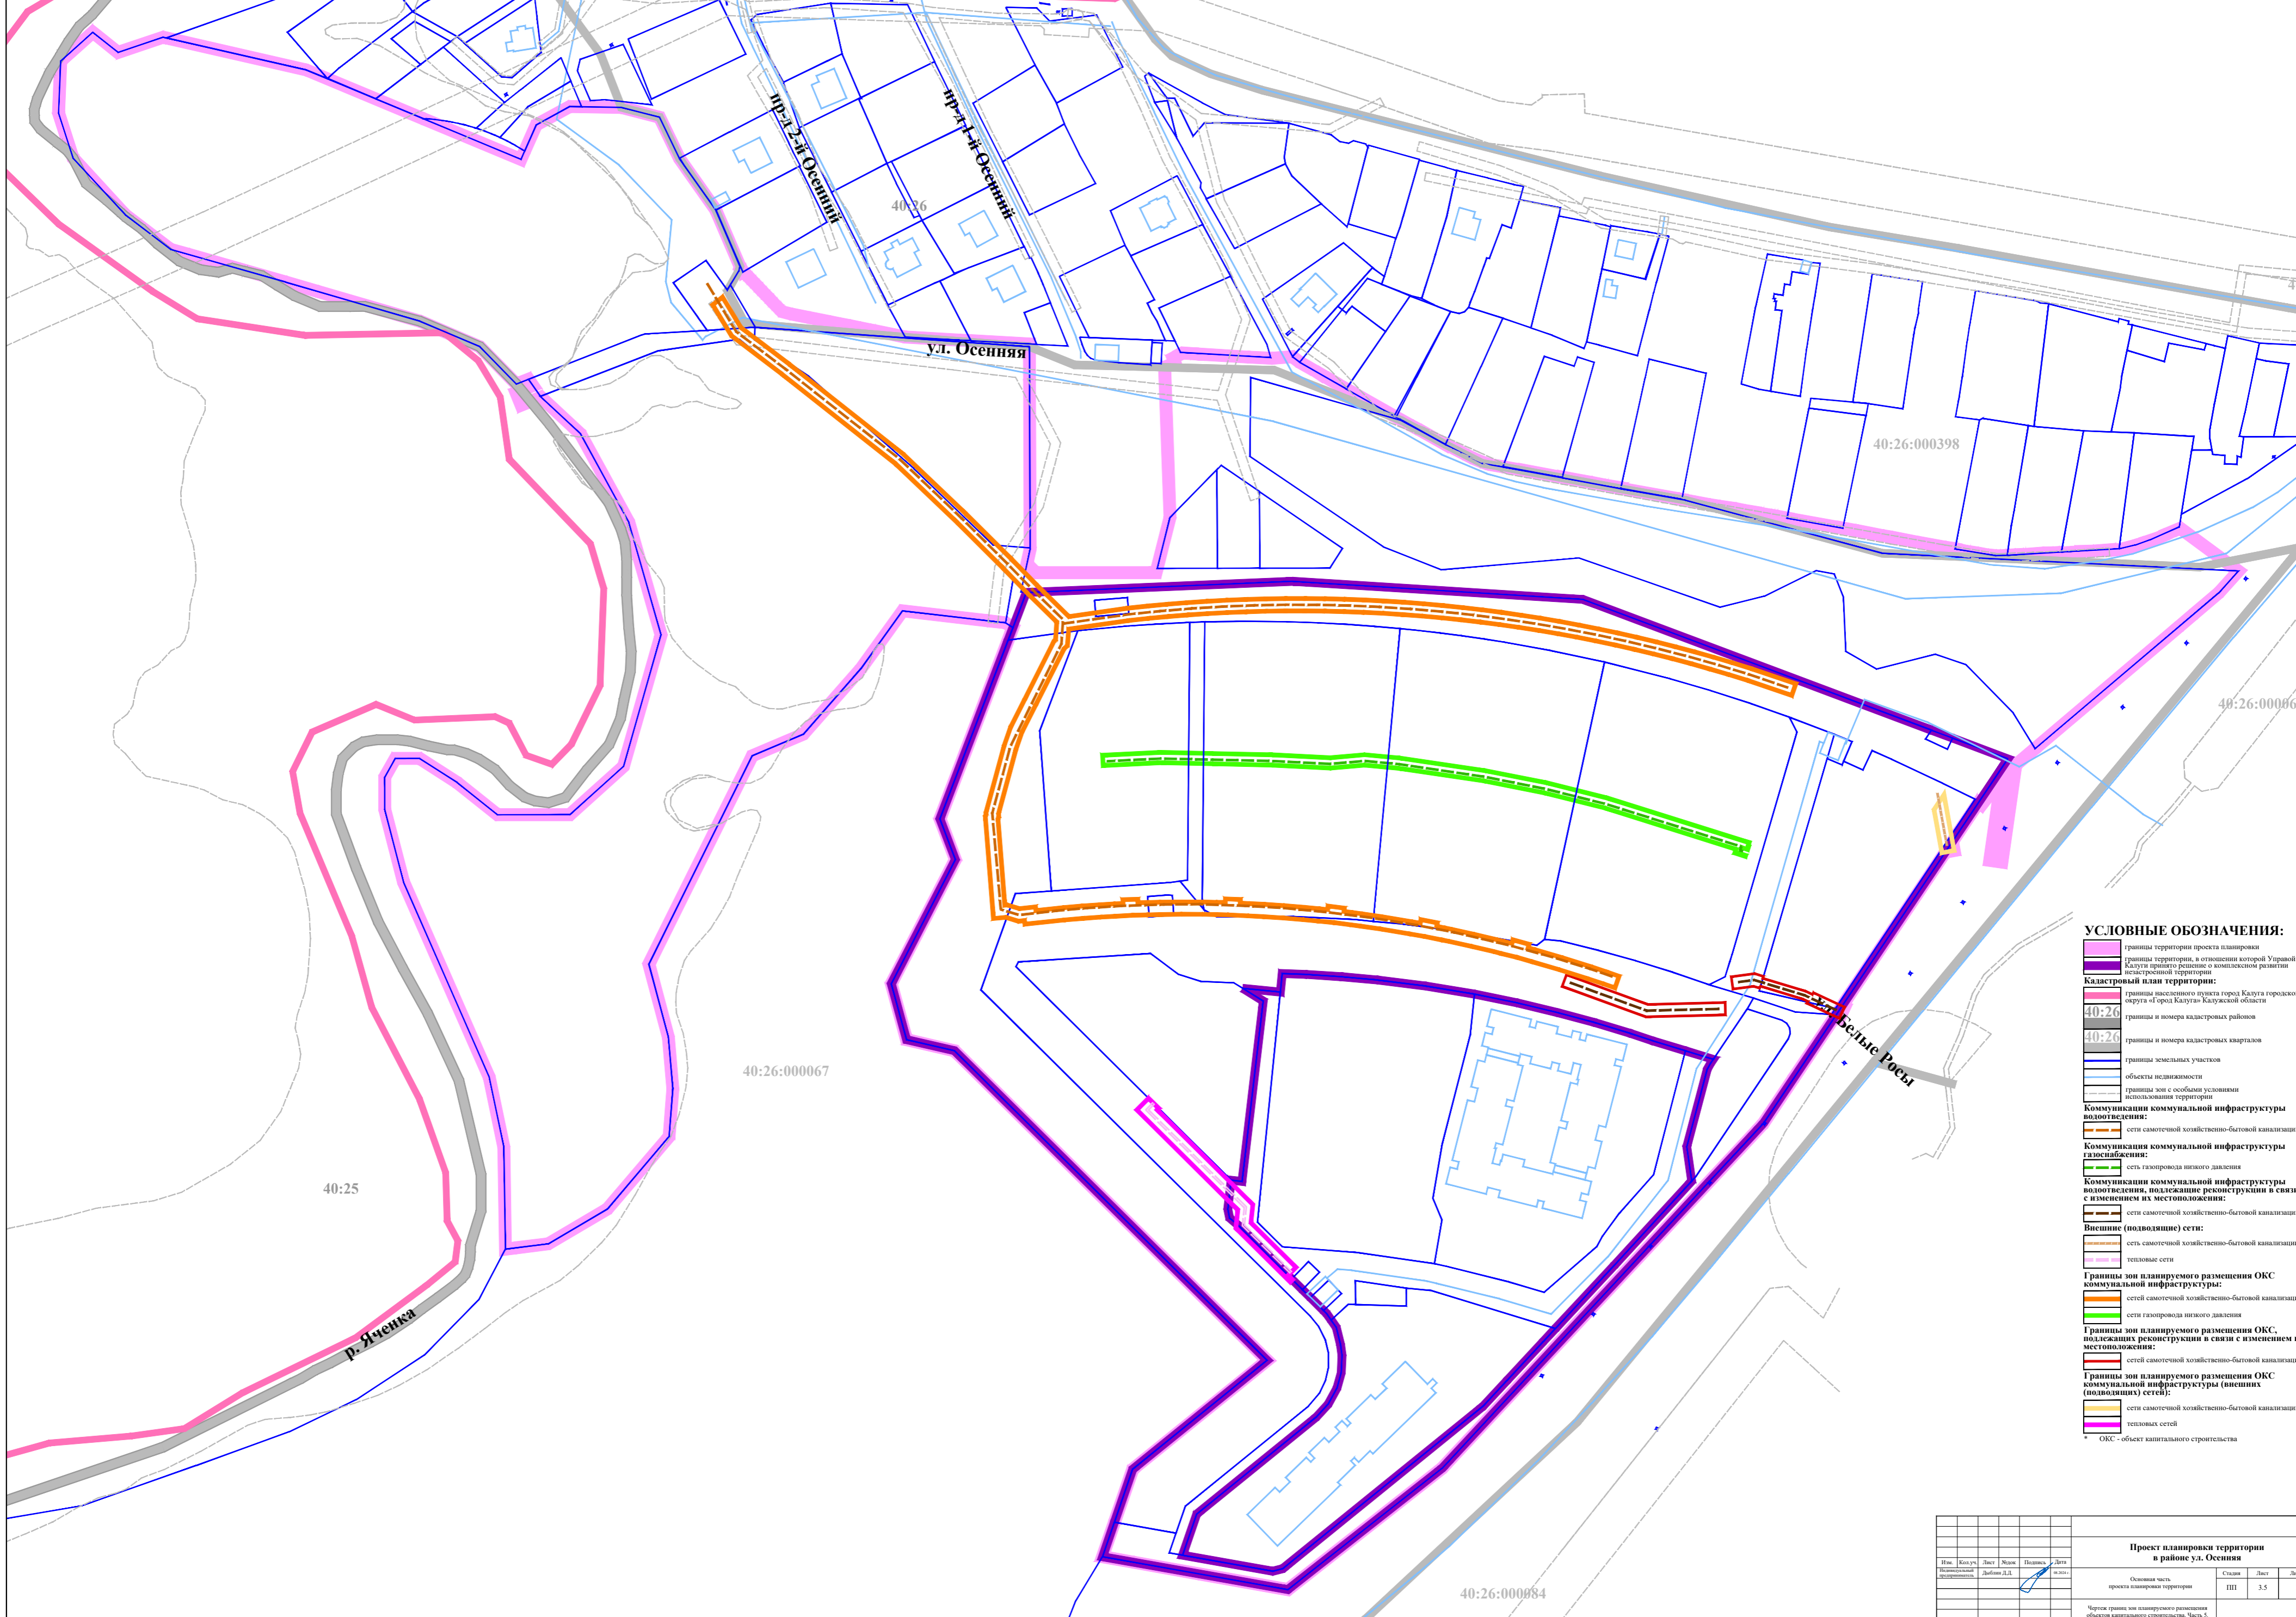 пр-д 2-й Осенний
пр-д 1-й Осенний
40:26
ул. Осенняя
40:26:000398
40:26:00006
40:26:000067
40:25
р. Яченка
ул. Белые Росы
40:26:000084
УСЛОВНЫЕ ОБОЗНАЧЕНИЯ:
границы территории проекта планировки
границы территории, в отношении которой Управой
Калуги принято решение о комплексном развитии
незастроенной территории
Кадастровый план территории:
границы населенного пункта город Калуга городско
округа «Город Калуга» Калужской области
40:26
границы и номера кадастровых районов
40:26
границы и номера кадастровых кварталов
границы земельных участков
объекты недвижимости
границы зон с особыми условиями
использования территории
Коммуникации коммунальной инфраструктуры
водоотведения:
сети самотечной хозяйственно-бытовой канализаци
Коммуникация коммунальной инфраструктуры
газоснабжения:
сеть газопровода низкого давления
Коммуникации коммунальной инфраструктуры
водоотведения, подлежащие реконструкции в связи
с изменением их местоположения:
сети самотечной хозяйственно-бытовой канализаци
Внешние (подводящие) сети:
сеть самотечной хозяйственно-бытовой канализаци
тепловые сети
Границы зон планируемого размещения ОКС
коммунальной инфраструктуры:
сетей самотечной хозяйственно-бытовой канализаци
сети газопровода низкого давления
Границы зон планируемого размещения ОКС,
подлежащих реконструкции в связи с изменением
местоположения:
сетей самотечной хозяйственно-бытовой канализаци
Границы зон планируемого размещения ОКС
коммунальной инфраструктуры (внешних
(подводящих) сетей):
сети самотечной хозяйственно-бытовой канализаци
тепловых сетей
* ОКС - объект капитального строительства
Проект планировки территории
в районе ул. Осенняя
Изм. Кол.уч. Лист №док Подпись Дата
Индивидуальный
предприниматель
Основная часть
проекта планировки территории
Стадия Лист
ПП 3.5
Чертеж границ зон планируемого размещения
объектов капитального строительства. Часть 5.